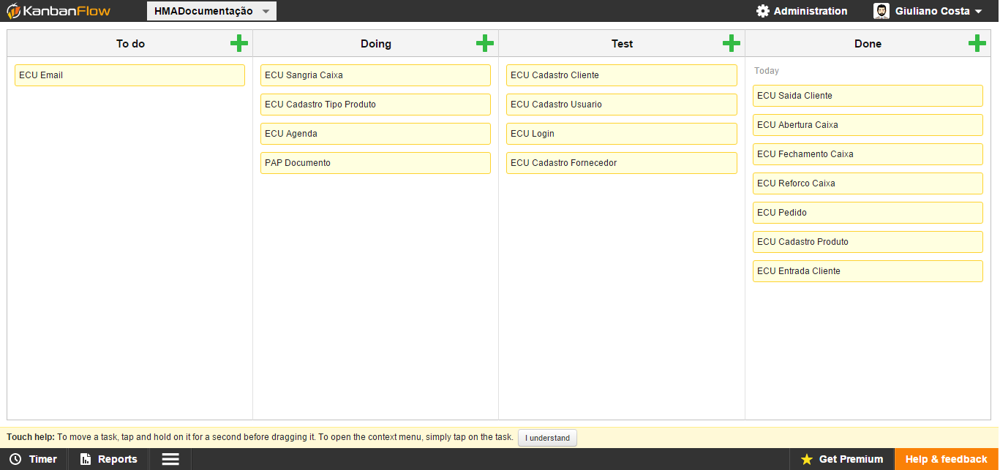 KanbanFlow
HMADocumentação
Administration
Giuliano Costa
To do
Doing
Test
Done
ECU Email
ECU Sangria Caixa
ECU Cadastro Tipo Produto
ECU Agenda
PAP Documento
ECU Cadastro Cliente
ECU Cadastro Usuario
ECU Login
ECU Cadastro Fornecedor
Today
ECU Saida Cliente
ECU Abertura Caixa
ECU Fechamento Caixa
ECU Reforco Caixa
ECU Pedido
ECU Cadastro Produto
ECU Entrada Cliente
Touch help: To move a task, tap and hold on it for a second before dragging it. To open the context menu, simply tap on the task.
I understand
Timer
Reports
Get Premium
Help & feedback